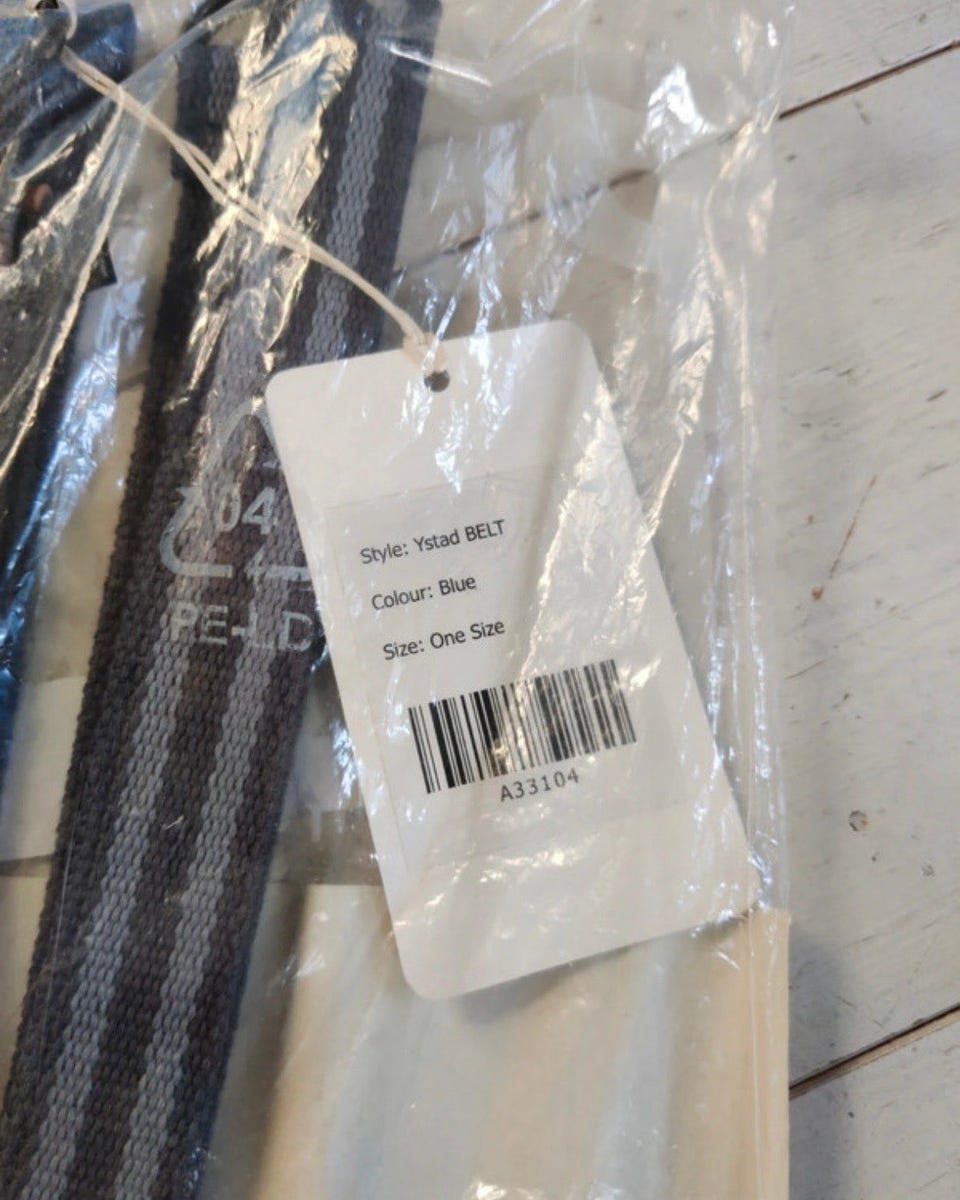 Style: Ystad BELT
Colour: Blue
Size: One Size
A33104
04
PE-LD